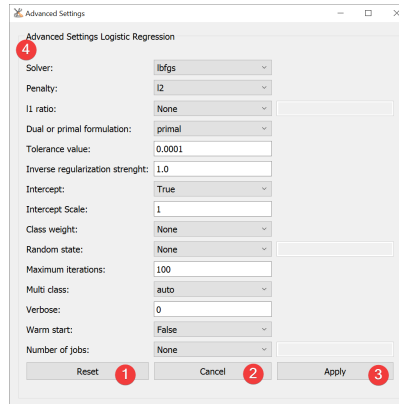 Advanced Settings
Advanced Settings Logistic Regression
4
Solver: lbfgs
Penalty: l2
l1 ratio: None
Dual or primal formulation: primal
Tolerance value: 0.0001
Inverse regularization strenght: 1.0
Intercept: True
Intercept Scale: 1
Class weight: None
Random state: None
Maximum iterations: 100
Multi class: auto
Verbose: 0
Warm start: False
Number of jobs: None
Reset 1 Cancel 2 Apply 3